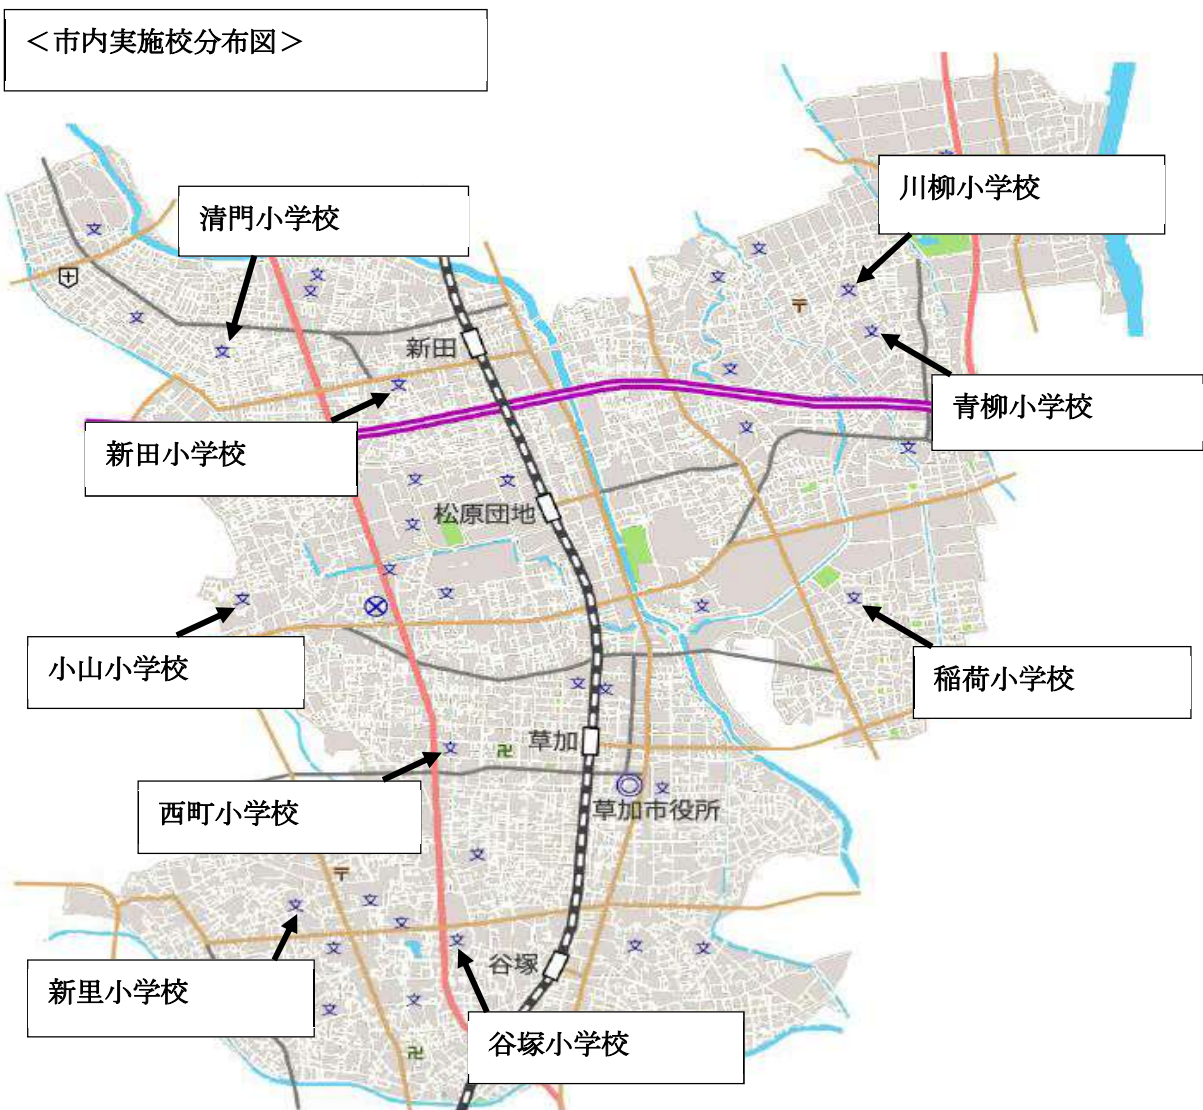 ＜市内実施校分布図＞
川柳小学校
清門小学校
新田
青柳小学校
新田小学校
松原団地
小山小学校
稲荷小学校
草加
西町小学校
草加市役所
谷塚
新里小学校
谷塚小学校